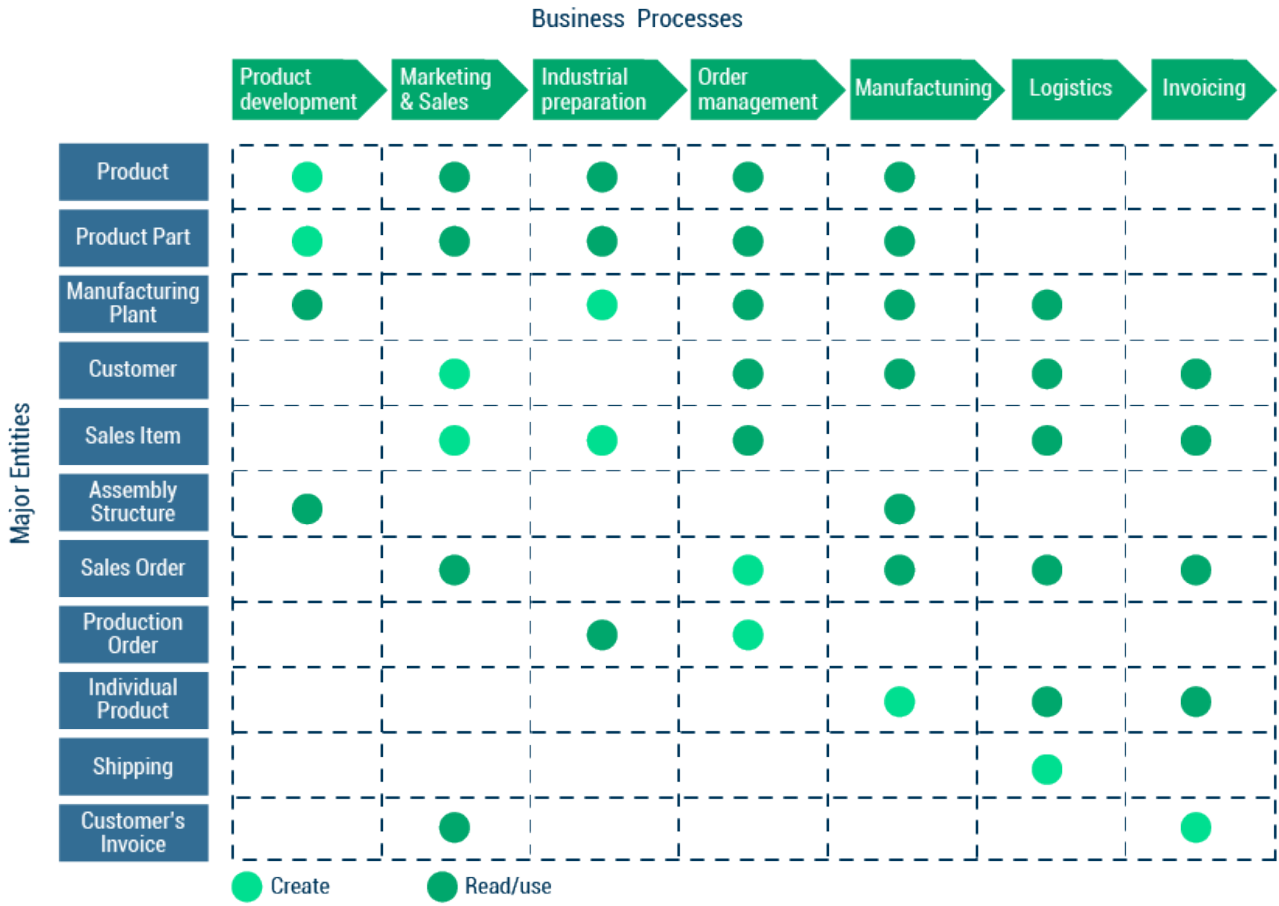 Business Processes
Product
development
Marketing
& Sales
Industrial
preparation
Order
management
Manufactuning
Logistics
Invoicing
Major Entities
Product
Product Part
Manufacturing
Plant
Customer
Sales Item
Assembly
Structure
Sales Order
Production
Order
Individual
Product
Shipping
Customer's
Invoice
Create
Read/use